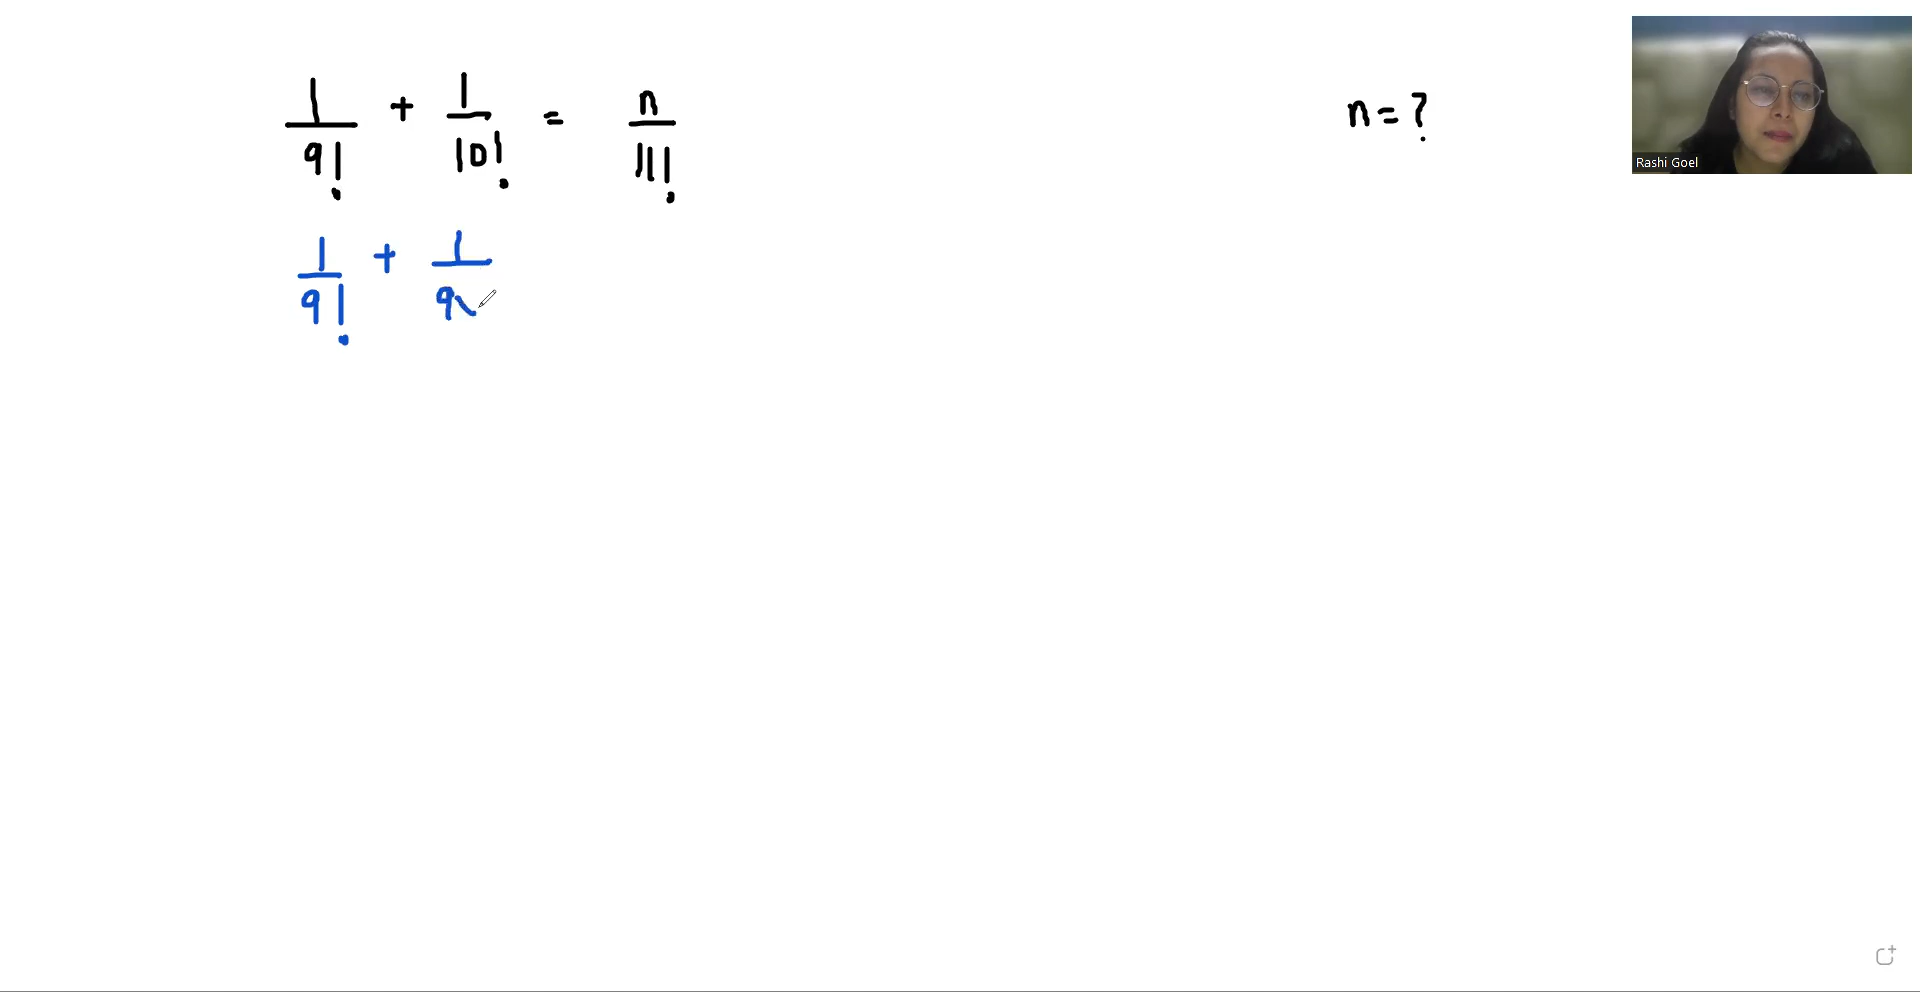 1/9! + 1/10! = n/11!
n = ?
Rashi Goel
1/9! + 1/9